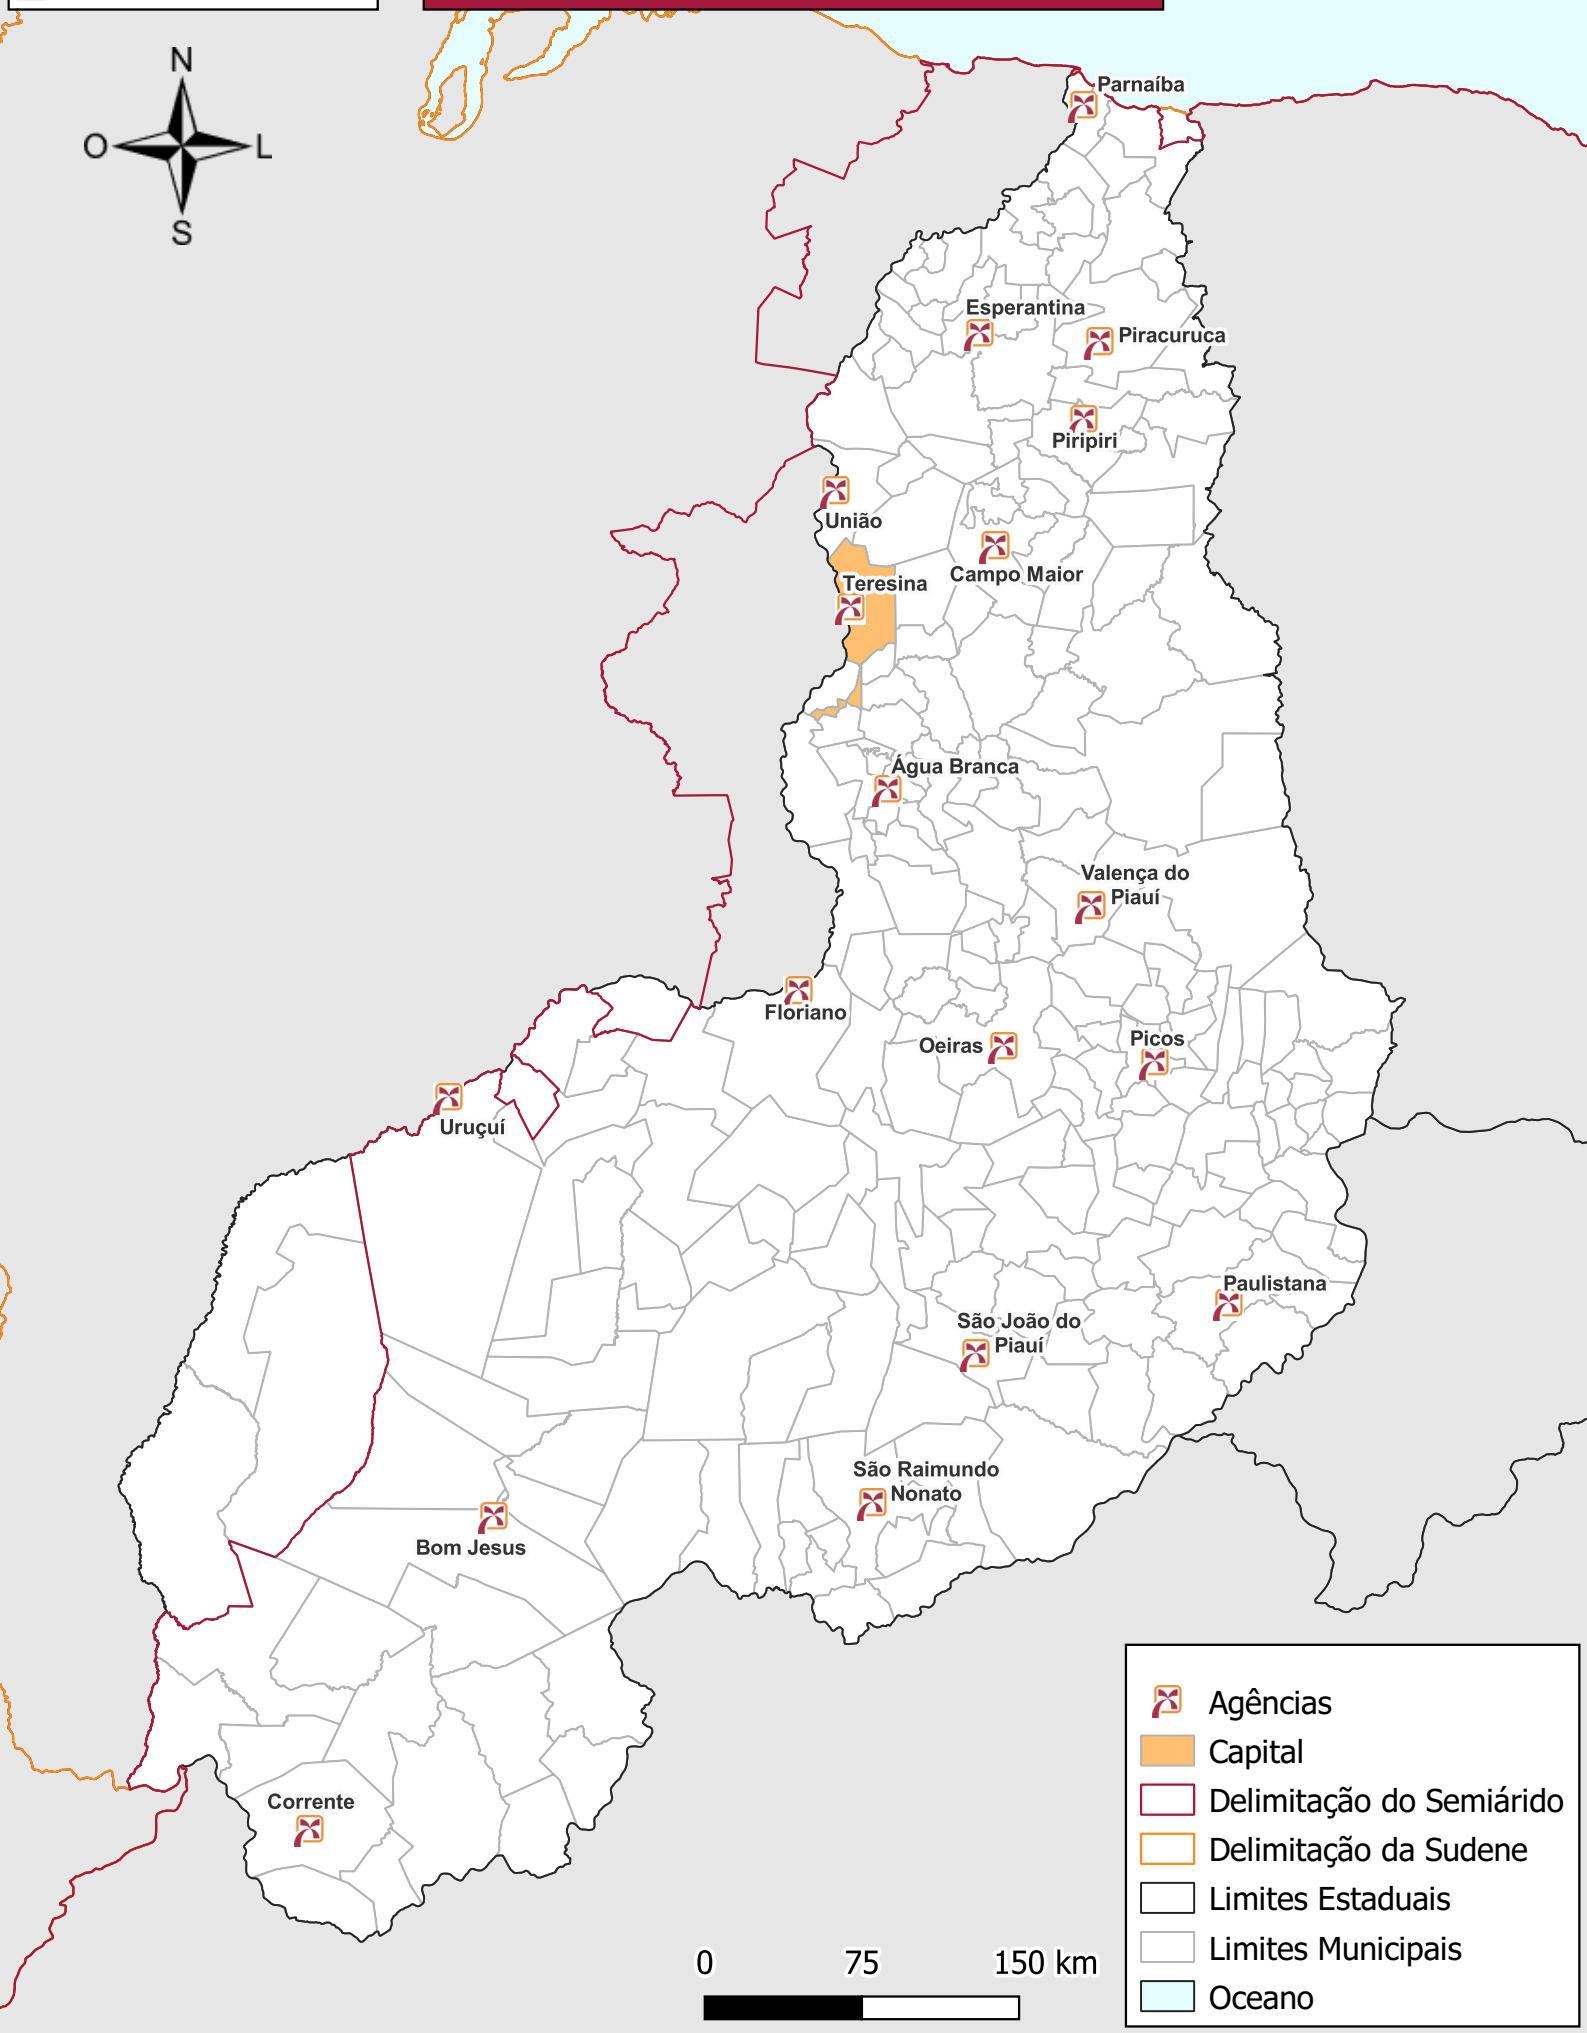 N
O
L
S
Parnaíba
Esperantina
Piracuruca
Piripiri
União
Teresina
Campo Maior
Água Branca
Valença do
Piauí
Floriano
Oeiras
Picos
Uruçuí
Paulistana
São João do
Piauí
São Raimundo
Nonato
Bom Jesus
Corrente
Agências
Capital
Delimitação do Semiárido
Delimitação da Sudene
Limites Estaduais
Limites Municipais
Oceano
0 75 150 km